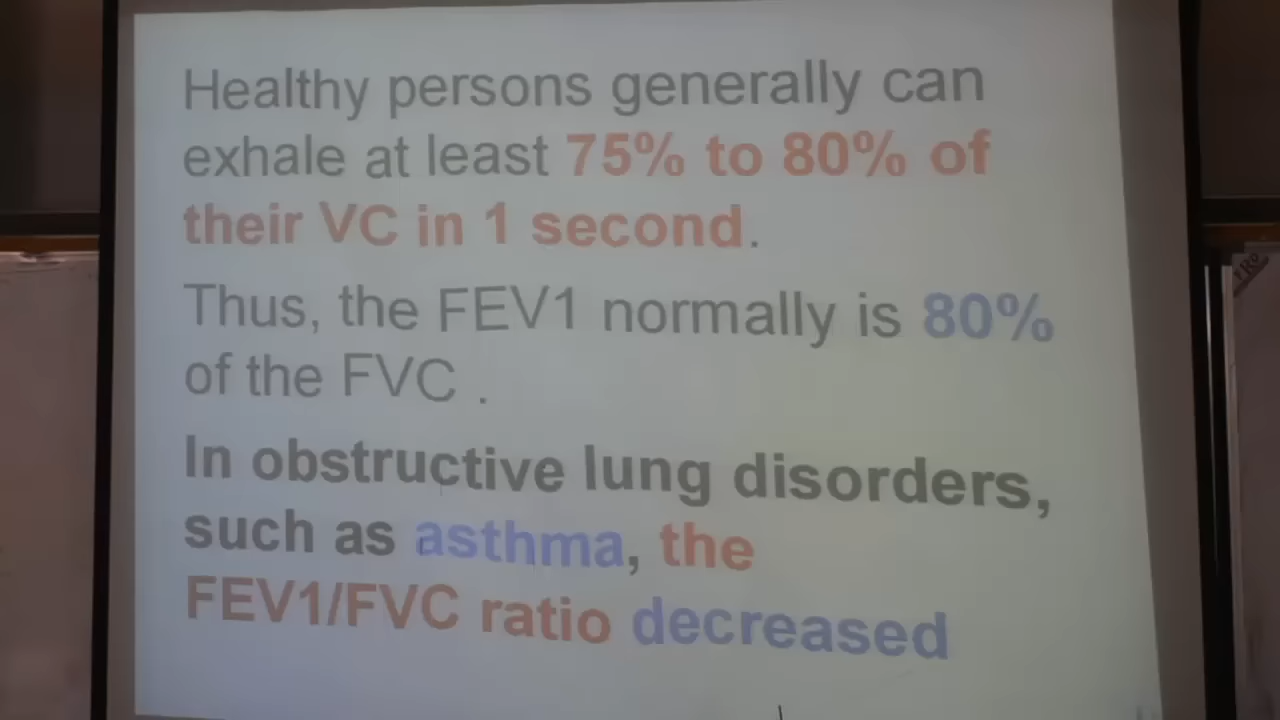 Healthy persons generally can
exhale at least 75% to 80% of
their VC in 1 second.
Thus, the FEV1 normally is 80%
of the FVC .
In obstructive lung disorders,
such as asthma, the
FEV1/FVC ratio decreased